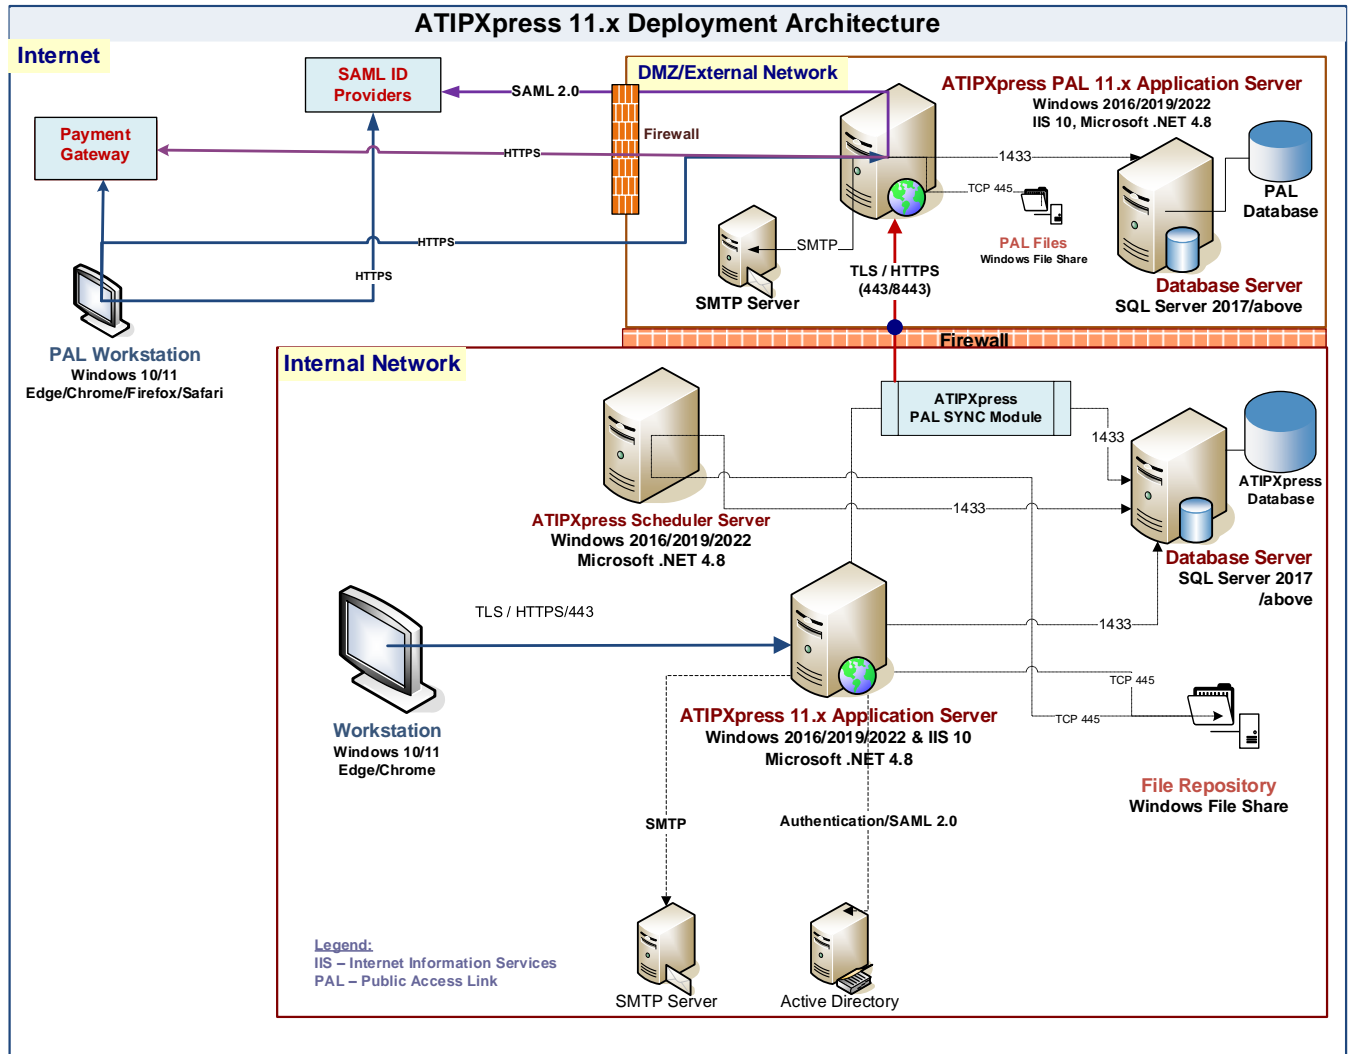 ATIPXpress 11.x Deployment Architecture
Internet
SAML ID
Providers
SAML 2.0
Payment
Gateway
HTTPS
HTTPS
HTTPS
Firewall
PAL Workstation
Windows 10/11
Edge/Chrome/Firefox/Safari
DMZ/External Network
ATIPXpress PAL 11.x Application Server
Windows 2016/2019/2022
IIS 10, Microsoft .NET 4.8
1433
TCP 445
PAL
Database
PAL Files
Windows File Share
SMTP
SMTP Server
TLS / HTTPS
(443/8443)
Database Server
SQL Server 2017/above
Firewall
Internal Network
ATIPXpress
PAL SYNC Module
1433
ATIPXpress
Database
1433
ATIPXpress Scheduler Server
Windows 2016/2019/2022
Microsoft .NET 4.8
Database Server
SQL Server 2017
/above
TLS / HTTPS/443
1433
TCP 445
TCP 445
Workstation
Windows 10/11
Edge/Chrome
ATIPXpress 11.x Application Server
Windows 2016/2019/2022 & IIS 10
Microsoft .NET 4.8
File Repository
Windows File Share
SMTP
Authentication/SAML 2.0
Legend:
IIS – Internet Information Services
PAL – Public Access Link
SMTP Server
Active Directory